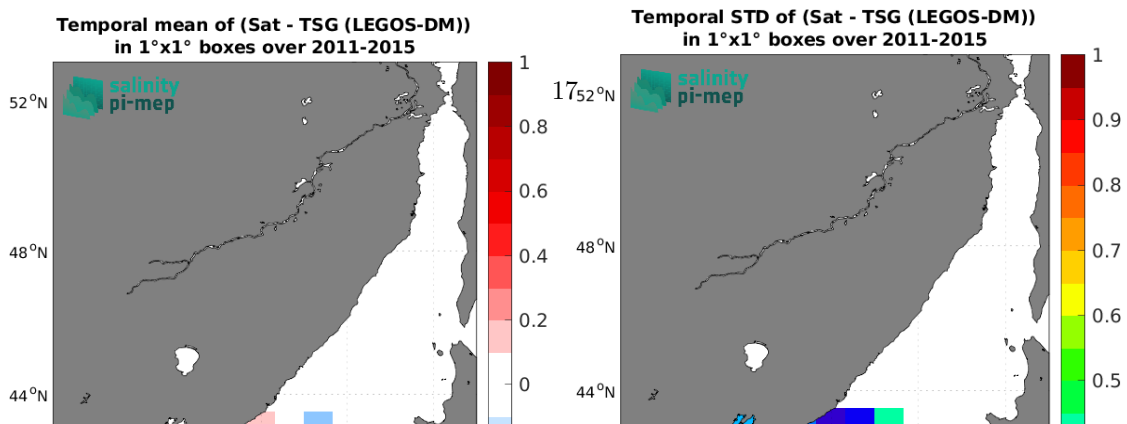 Temporal mean of (Sat - TSG (LEGOS-DM))
in 1°x1° boxes over 2011-2015
salinity
pi-mep
52°N
48°N
44°N
1
0.8
0.6
0.4
0.2
0
17
Temporal STD of (Sat - TSG (LEGOS-DM))
in 1°x1° boxes over 2011-2015
salinity
pi-mep
52°N
48°N
44°N
1
0.9
0.8
0.7
0.6
0.5